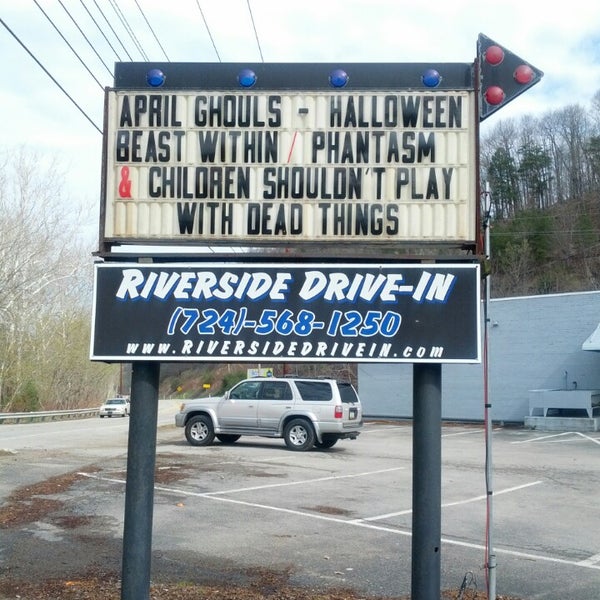 APRIL GHOULS - HALLOWEEN
BEAST WITHIN / PHANTASM
& CHILDREN SHOULDN'T PLAY
WITH DEAD THINGS
RIVERSIDE DRIVE-IN
(724)-568-1250
www.RIVERSIDEDRIVEIN.com